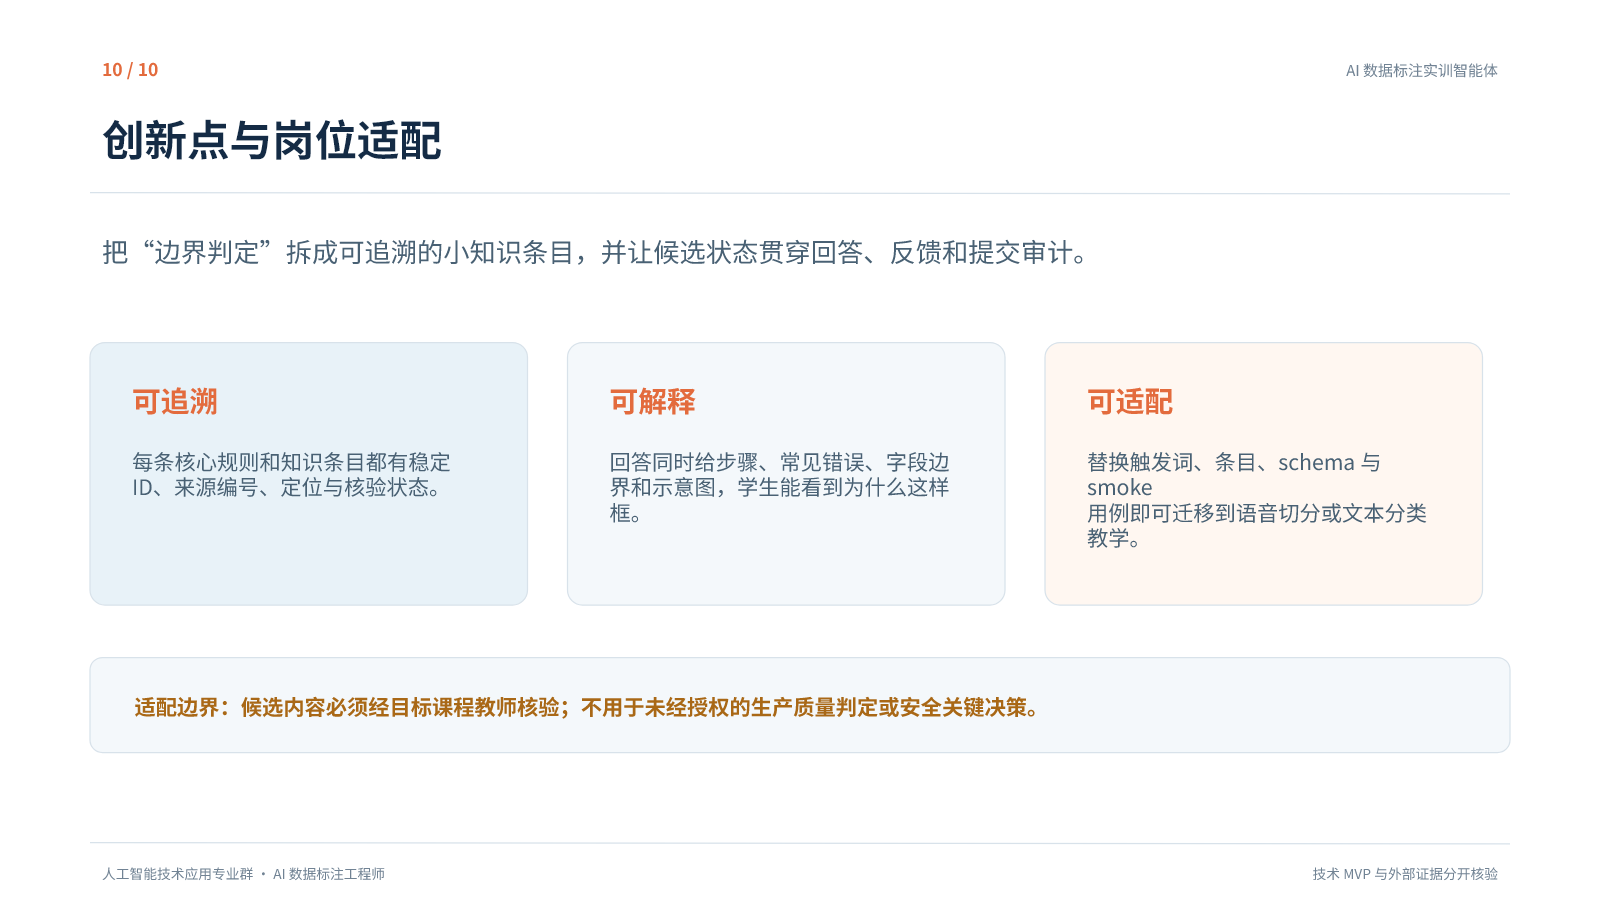 10 / 10
AI 数据标注实训智能体
创新点与岗位适配
把“边界判定”拆成可追溯的小知识条目，并让候选状态贯穿回答、反馈和提交审计。
可追溯
每条核心规则和知识条目都有稳定
ID、来源编号、定位与核验状态。
可解释
回答同时给步骤、常见错误、字段边
界和示意图，学生能看到为什么这样
框。
可适配
替换触发词、条目、schema 与
smoke
用例即可迁移到语音切分或文本分类
教学。
适配边界：候选内容必须经目标课程教师核验；不用于未经授权的生产质量判定或安全关键决策。
人工智能技术应用专业群 · AI 数据标注工程师
技术 MVP 与外部证据分开核验